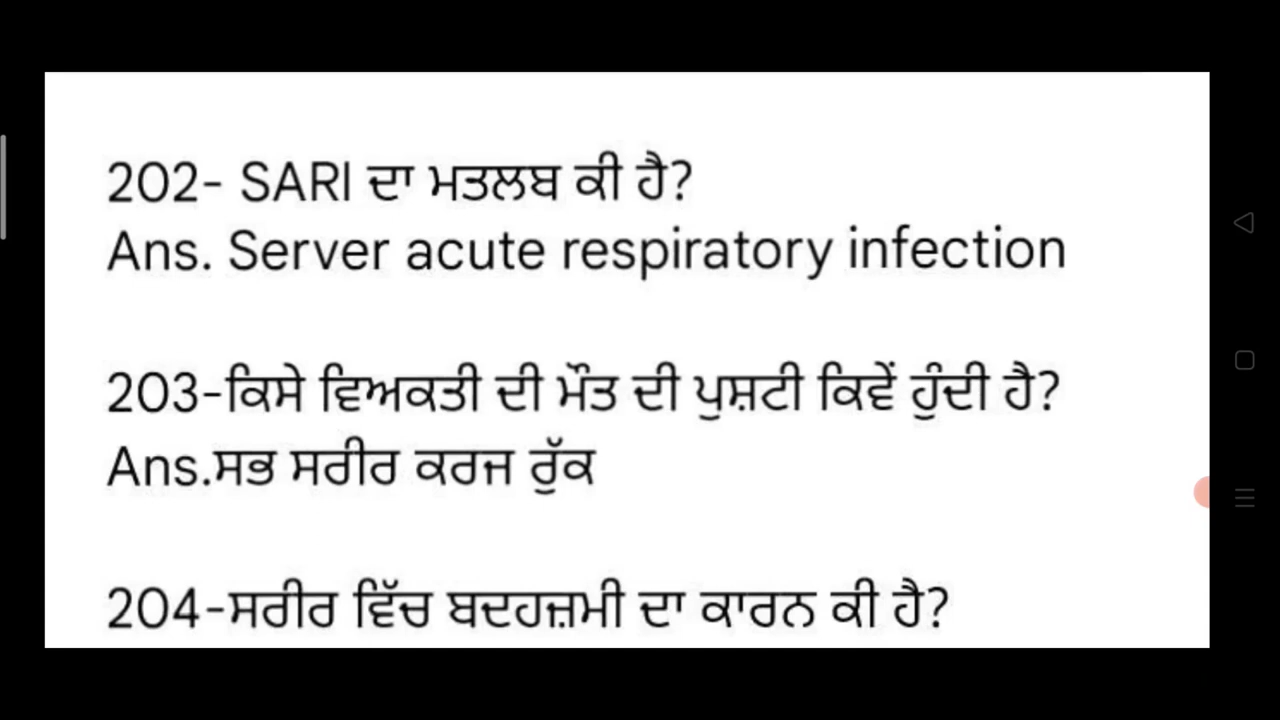 202- SARI ਦਾ ਮਤਲਬ ਕੀ ਹੈ?
Ans. Server acute respiratory infection
203-ਕਿਸੇ ਵਿਅਕਤੀ ਦੀ ਮੌਤ ਦੀ ਪੁਸ਼ਟੀ ਕਿਵੇਂ ਹੁੰਦੀ ਹੈ?
Ans.ਸਭ ਸਰੀਰ ਕਰਜ ਰੁੱਕ
204-ਸਰੀਰ ਵਿੱਚ ਬਦਹਜ਼ਮੀ ਦਾ ਕਾਰਨ ਕੀ ਹੈ?